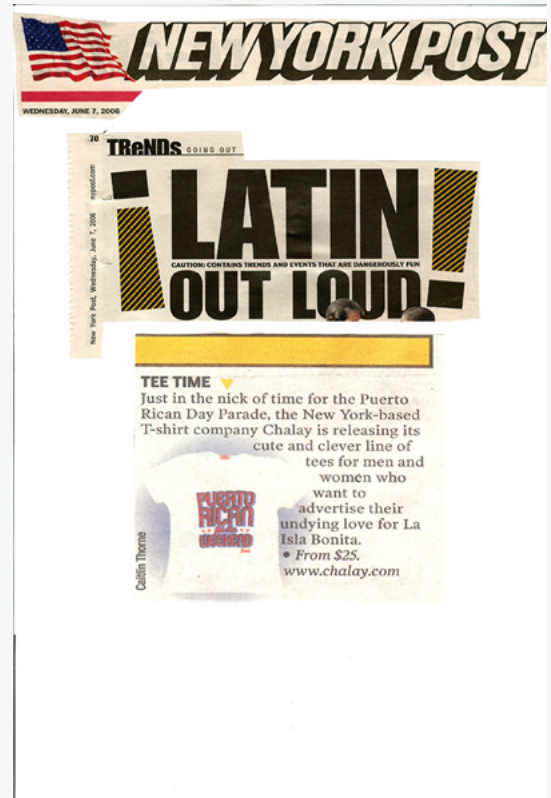 NEW YORK POST
WEDNESDAY, JUNE 7, 2006
30 TReNDs GOING OUT
New York Post, Wednesday, June 7, 2006 nypost.com
¡LATIN
CAUTION: CONTAINS TRENDS AND EVENTS THAT ARE DANGEROUSLY FUN
OUT LOUD!
TEE TIME
Just in the nick of time for the Puerto
Rican Day Parade, the New York-based
T-shirt company Chalay is releasing its
cute and clever line of
tees for men and
women who
want to
advertise their
undying love for La
Isla Bonita.
• From $25.
www.chalay.com
PUERTO
RICAN
WEEKEND
Caitlin Thorne